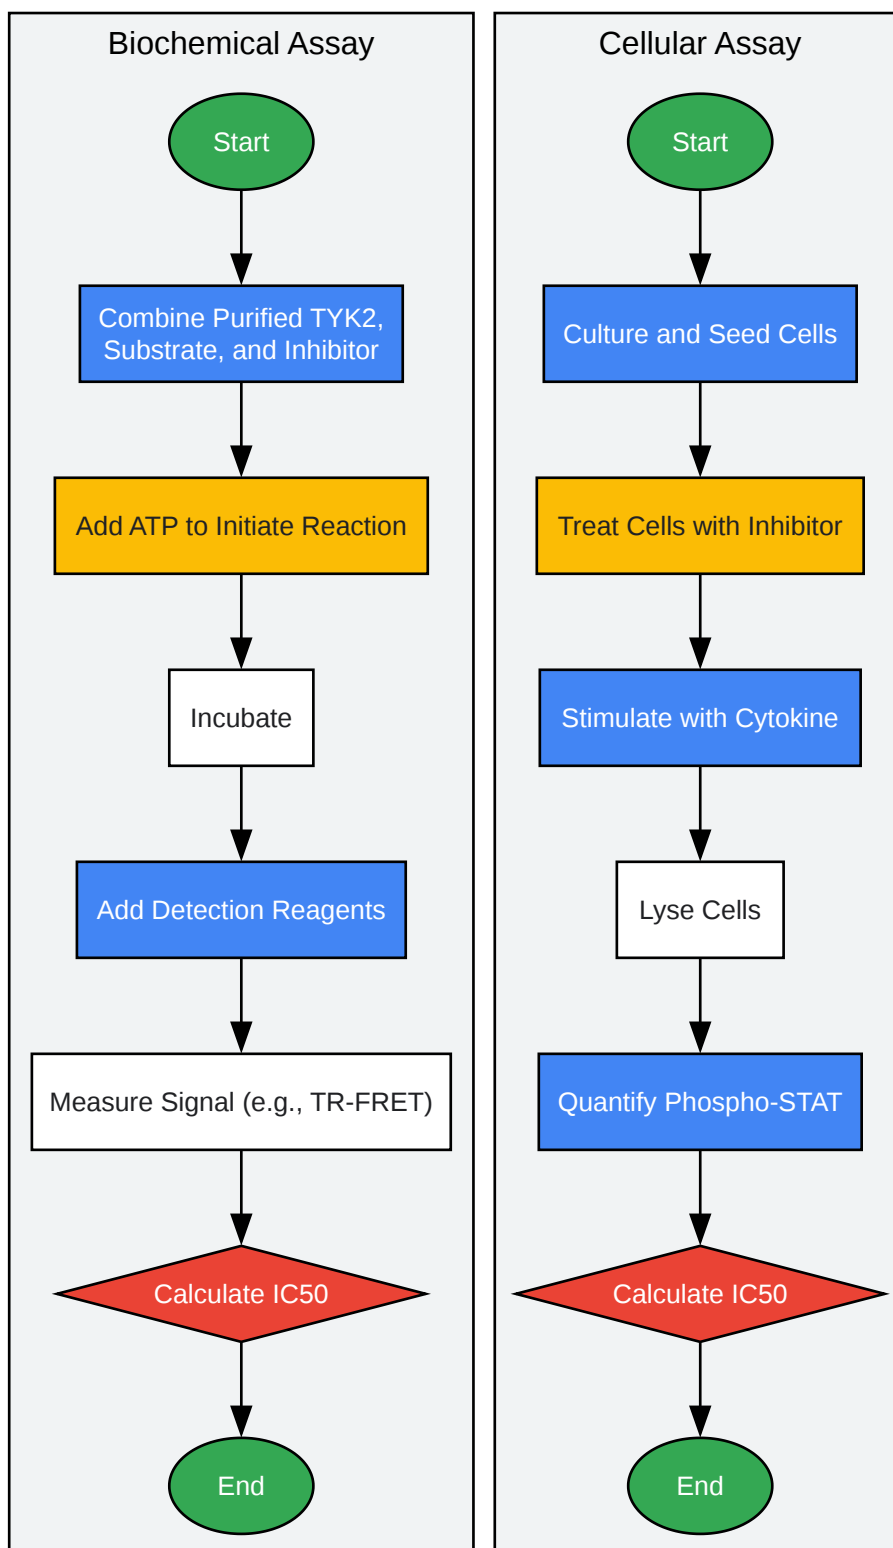 Biochemical Assay
Start
Combine Purified TYK2,
Substrate, and Inhibitor
Add ATP to Initiate Reaction
Incubate
Add Detection Reagents
Measure Signal (e.g., TR-FRET)
Calculate IC50
End
Cellular Assay
Start
Culture and Seed Cells
Treat Cells with Inhibitor
Stimulate with Cytokine
Lyse Cells
Quantify Phospho-STAT
Calculate IC50
End